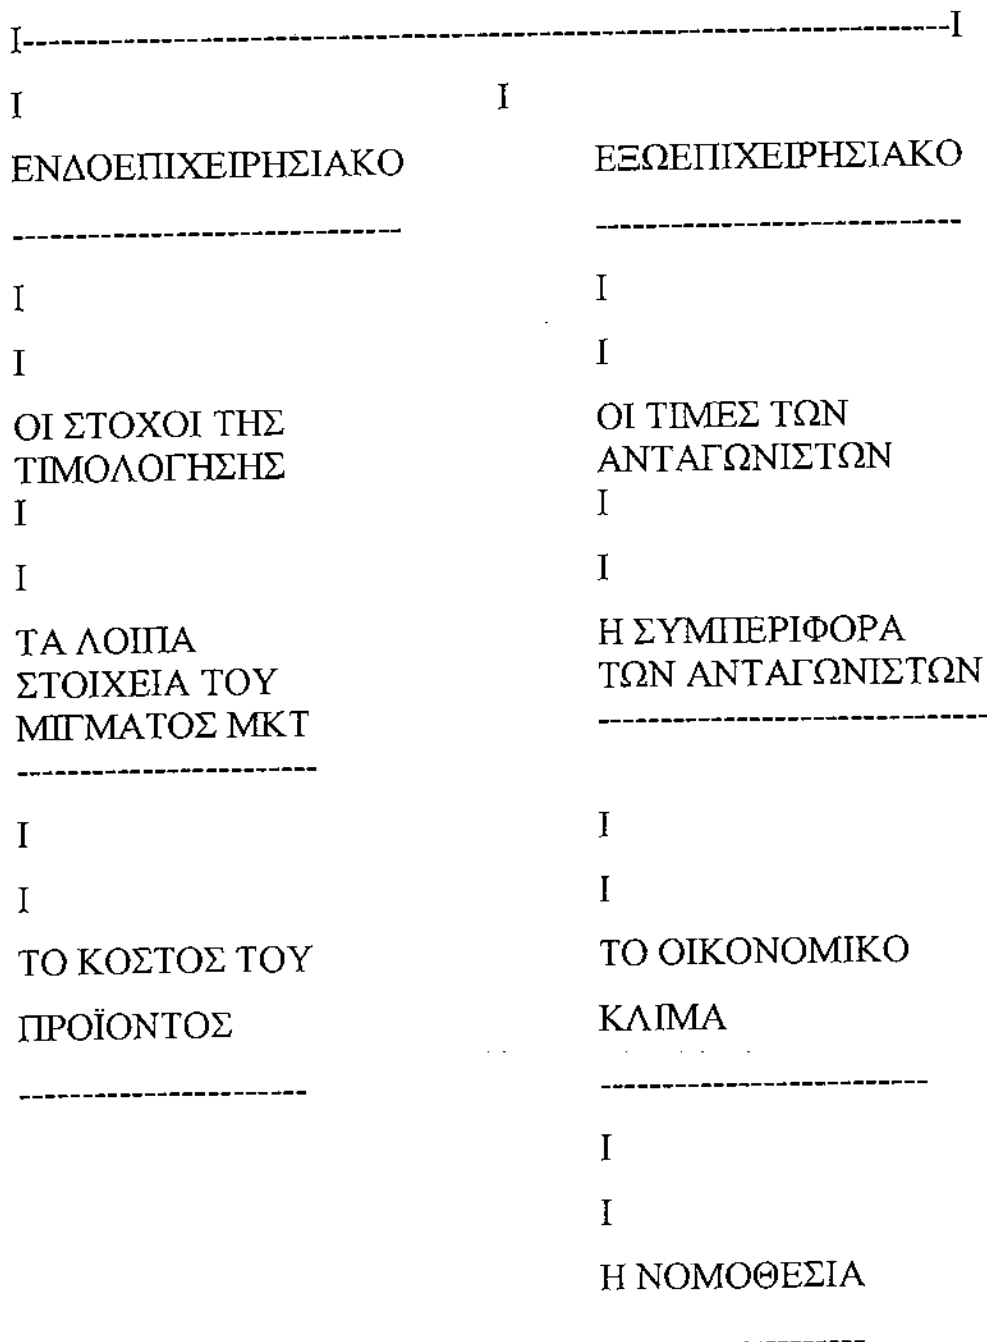 I--------------------------------------------------------------------------I
I I
ΕΝΔΟΕΠΙΧΕΙΡΗΣΙΑΚΟ
-------------------------------
I
I
ΟΙ ΣΤΟΧΟΙ ΤΗΣ
ΤΙΜΟΛΟΓΗΣΗΣ
I
I
ΤΑ ΛΟΙΠΑ
ΣΤΟΙΧΕΙΑ ΤΟΥ
ΜΙΓΜΑΤΟΣ ΜΚΤ
------------------------
I
I
ΤΟ ΚΟΣΤΟΣ ΤΟΥ
ΠΡΟΪΟΝΤΟΣ
-----------------------
ΕΞΩΕΠΙΧΕΙΡΗΣΙΑΚΟ
-----------------------------
I
I
ΟΙ ΤΙΜΕΣ ΤΩΝ
ΑΝΤΑΓΩΝΙΣΤΩΝ
I
I
Η ΣΥΜΠΕΡΙΦΟΡΑ
ΤΩΝ ΑΝΤΑΓΩΝΙΣΤΩΝ
-------------------------------
I
I
ΤΟ ΟΙΚΟΝΟΜΙΚΟ
ΚΛΙΜΑ
--------------------------
I
I
Η ΝΟΜΟΘΕΣΙΑ